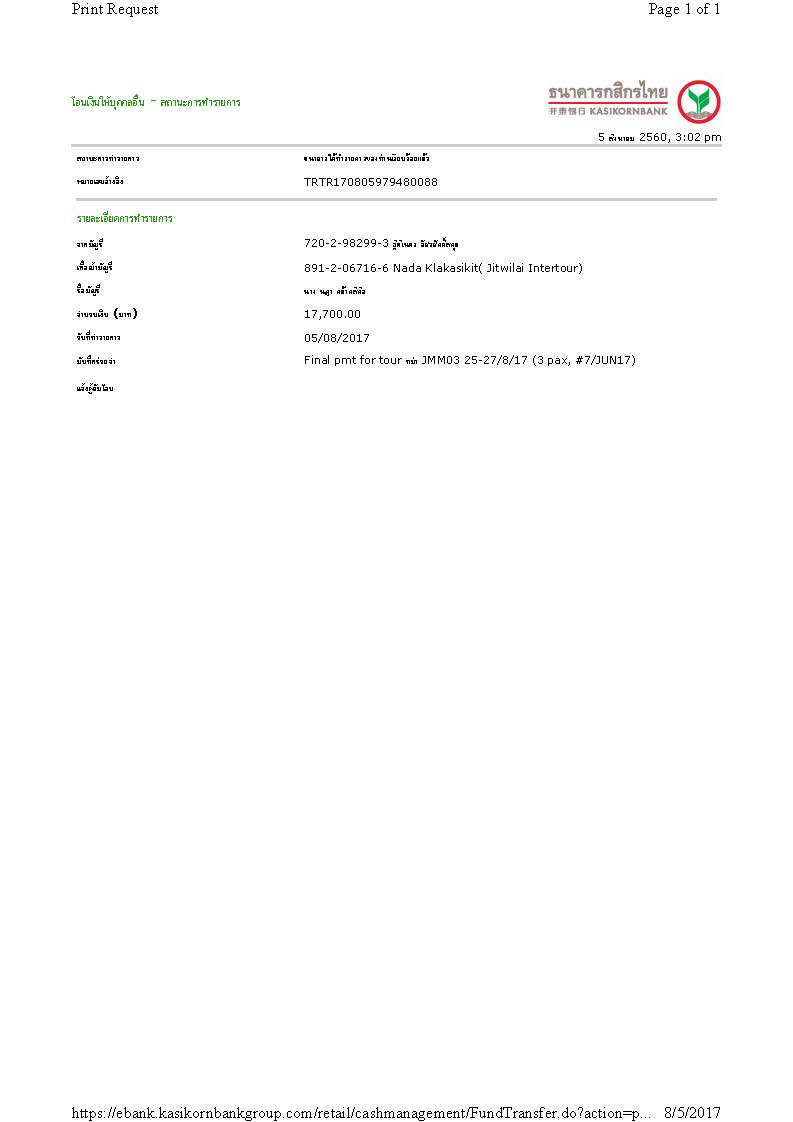 Print Request Page 1 of 1
โอนเงินให้บุคคลอื่น - สถานะการทำรายการ
ธนาคารกสิกรไทย
开泰银行 KASIKORNBANK
5 สิงหาคม 2560, 3:02 pm
สถานะการทำรายการ ธนาคารได้ทำรายการของท่านเรียบร้อยแล้ว
หมายเลขอ้างอิง TRTR170805979480088
รายละเอียดการทำรายการ
จากบัญชี 720-2-98299-3
เพื่อเข้าบัญชี 891-2-06716-6 Nada Klakasikit( Jitwilai Intertour)
ชื่อบัญชี นาง นฎา
จำนวนเงิน (บาท) 17,700.00
วันที่ทำรายการ 05/08/2017
บันทึกช่วยจำ Final pmt for tour พม่า JMM03 25-27/8/17 (3 pax, #7/JUN17)
แจ้งผู้รับโอน
https://ebank.kasikornbankgroup.com/retail/cashmanagement/FundTransfer.do?action=p... 8/5/2017